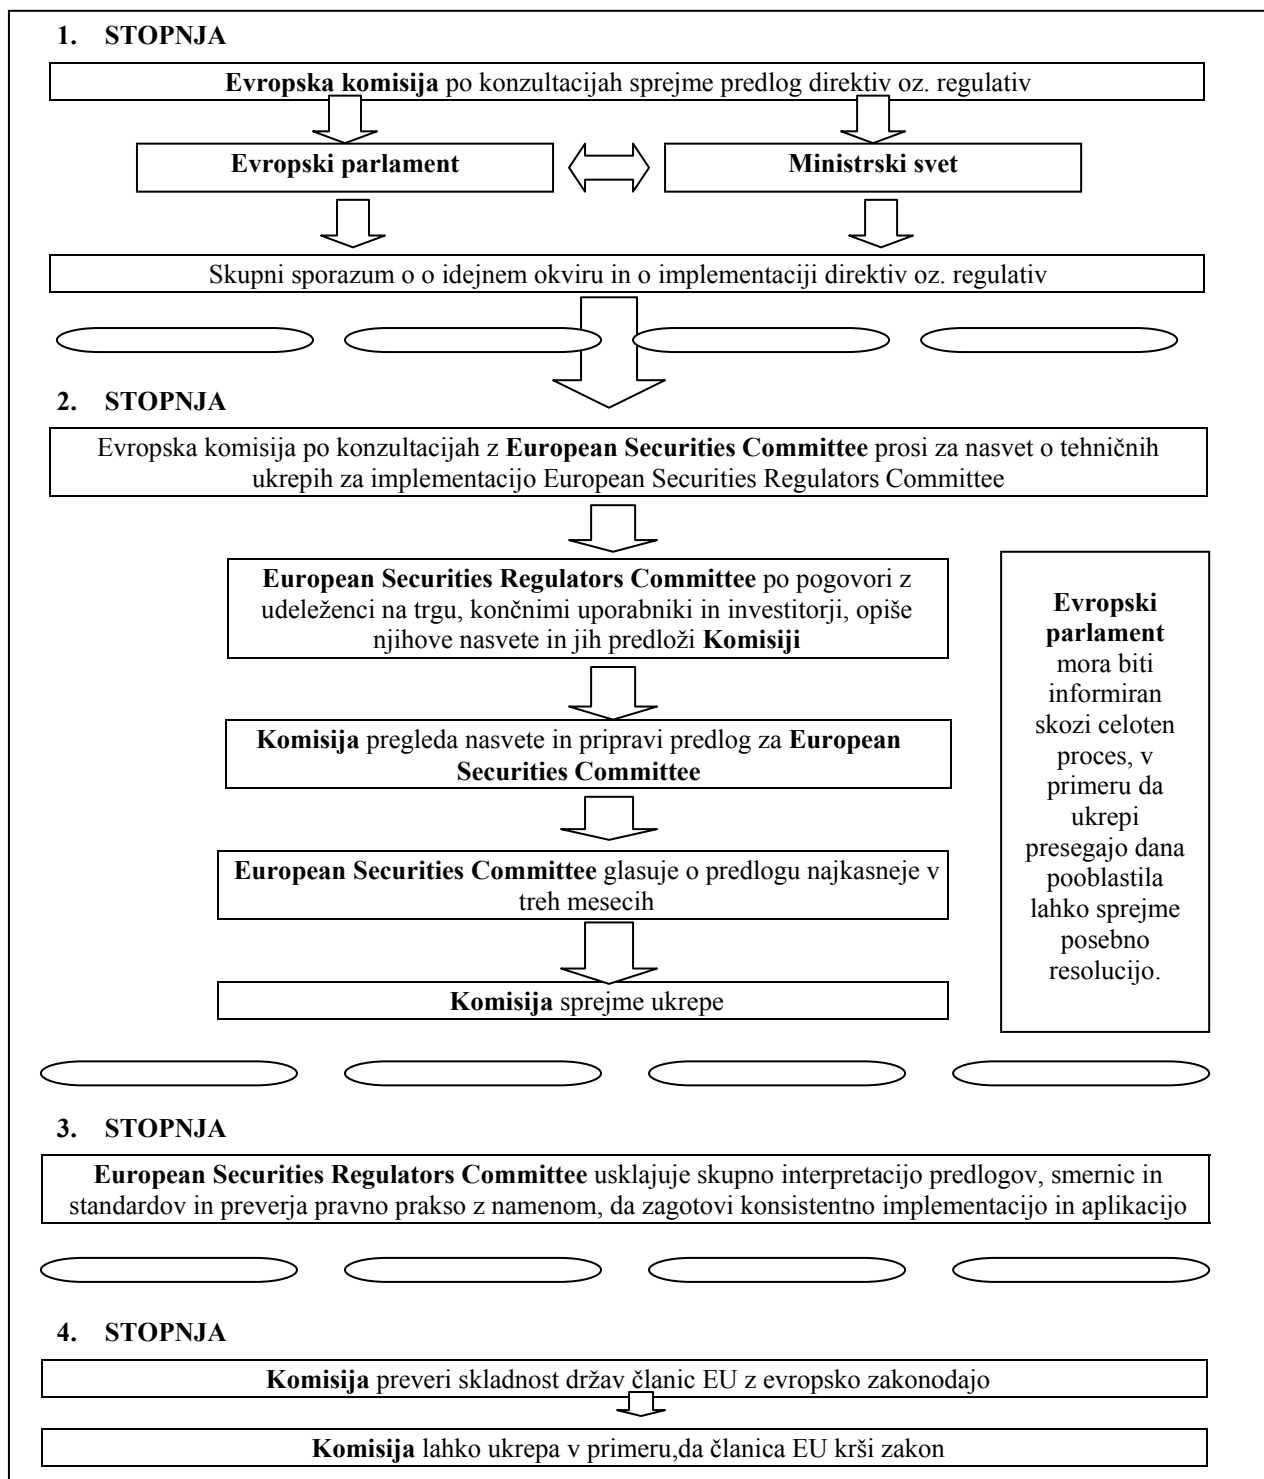 1. STOPNJA
Evropska komisija po konzultacijah sprejme predlog direktiv oz. regulativ
Evropski parlament
Ministrski svet
Skupni sporazum o o idejnem okviru in o implementaciji direktiv oz. regulativ
2. STOPNJA
Evropska komisija po konzultacijah z European Securities Committee prosi za nasvet o tehničnih
ukrepih za implementacijo European Securities Regulators Committee
European Securities Regulators Committee po pogovori z
udeleženci na trgu, končnimi uporabniki in investitorji, opiše
njihove nasvete in jih predloži Komisiji
Komisija pregleda nasvete in pripravi predlog za European
Securities Committee
European Securities Committee glasuje o predlogu najkasneje v
treh mesecih
Komisija sprejme ukrepe
Evropski
parlament
mora biti
informiran
skozi celoten
proces, v
primeru da
ukrepi
presegajo dana
pooblastila
lahko sprejme
posebno
resolucijo.
3. STOPNJA
European Securities Regulators Committee usklajuje skupno interpretacijo predlogov, smernic in
standardov in preverja pravno prakso z namenom, da zagotovi konsistentno implementacijo in aplikacijo
4. STOPNJA
Komisija preveri skladnost držav članic EU z evropsko zakonodajo
Komisija lahko ukrepa v primeru,da članica EU krši zakon